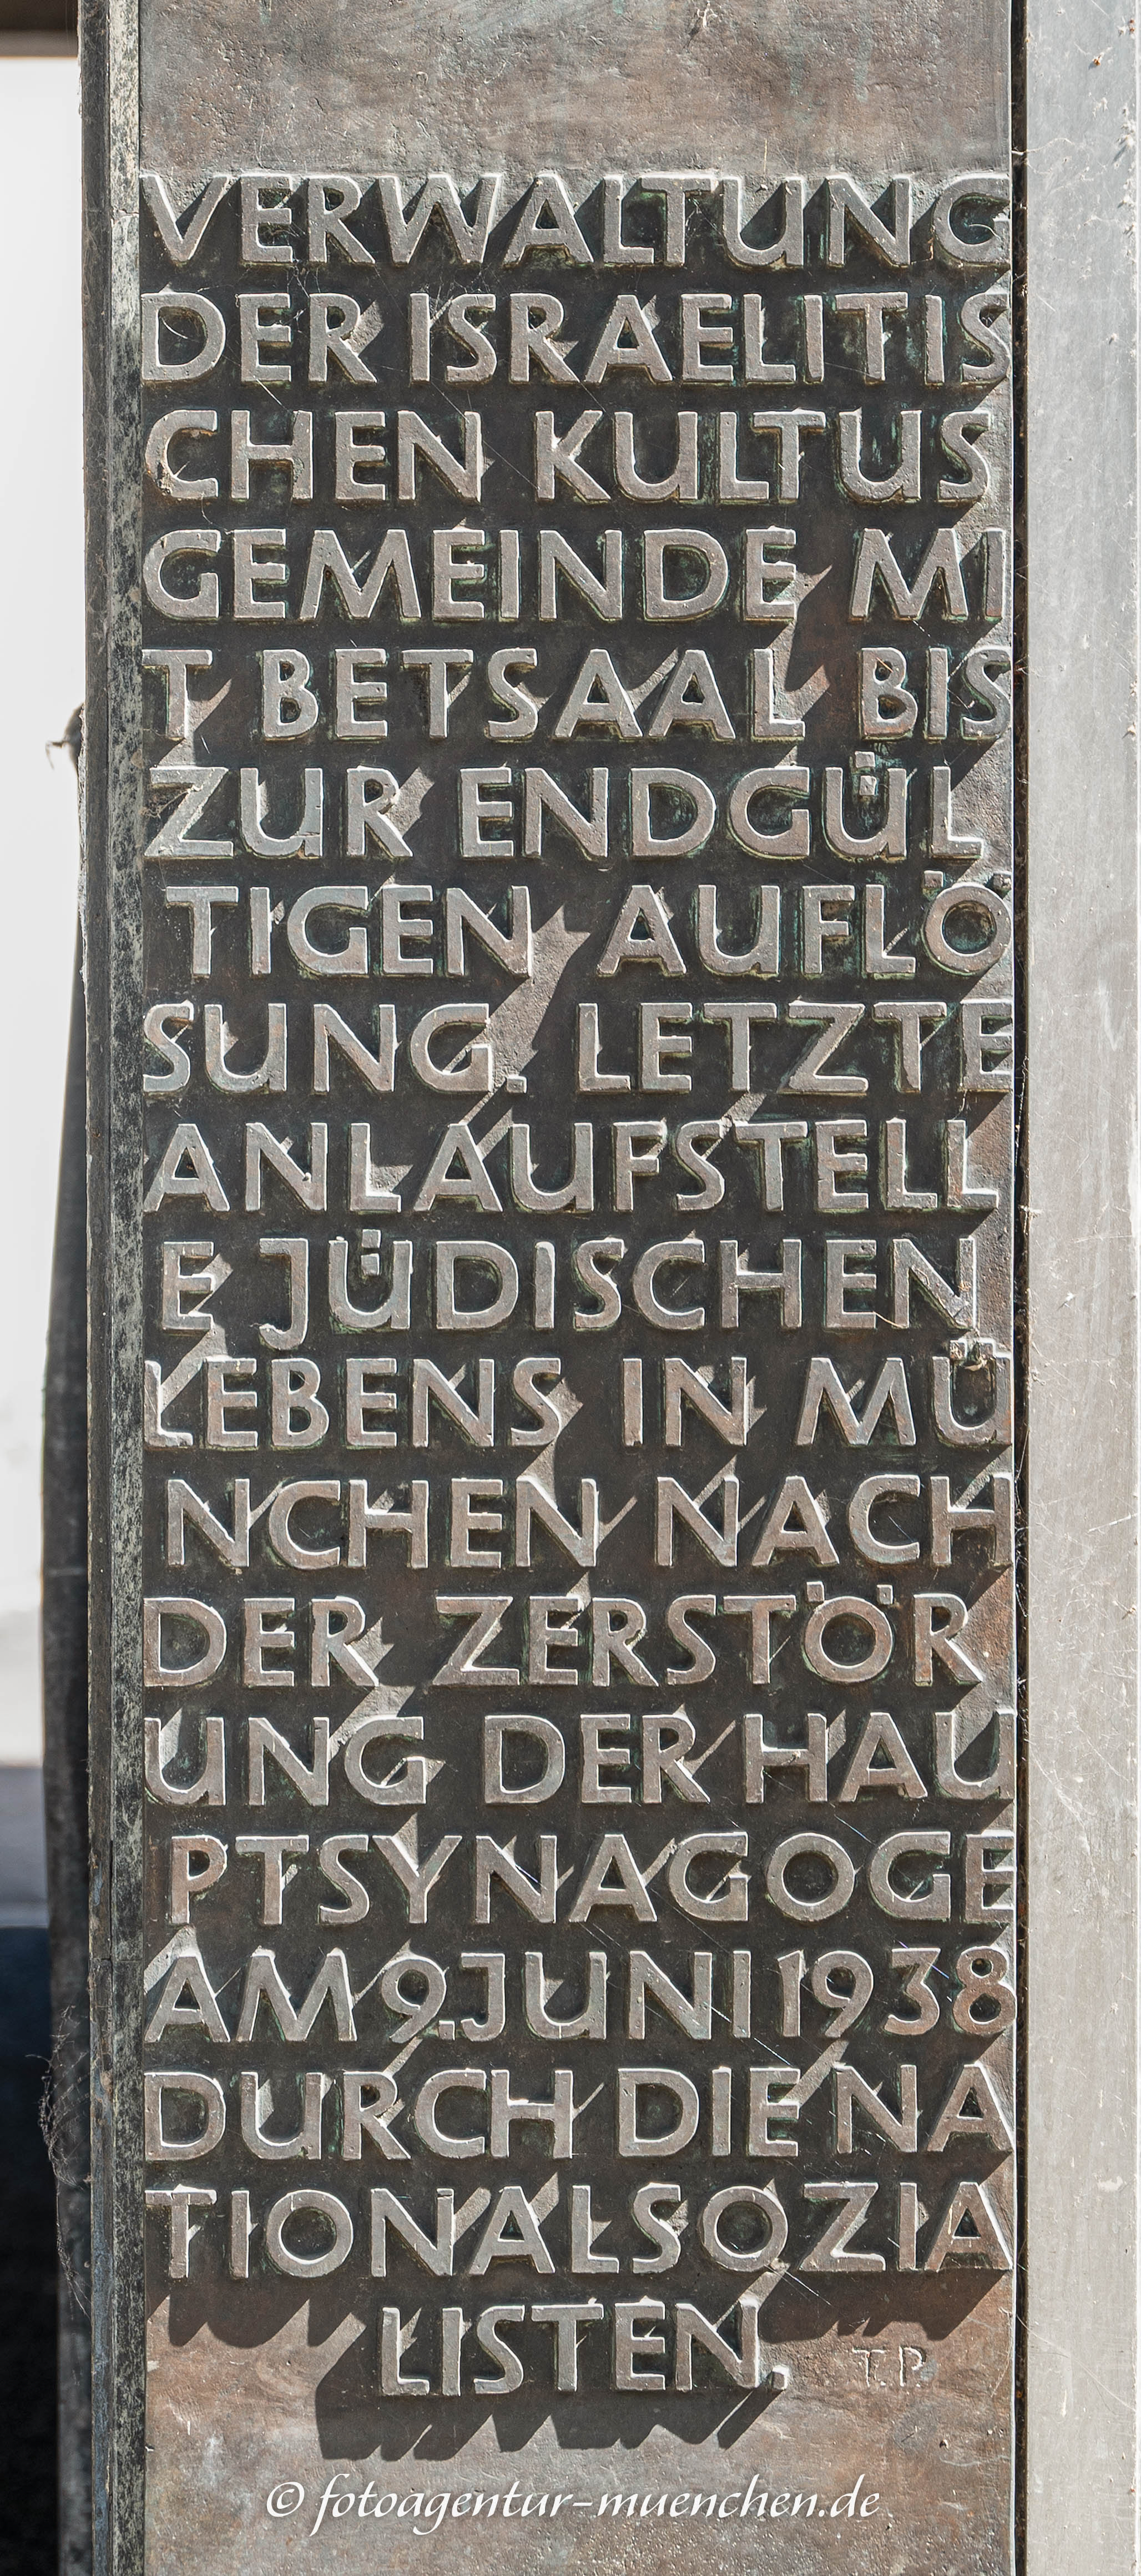 VERWALTUNG
DER ISRAELITIS
CHEN KULTUS
GEMEINDE MI
T BETSAAL BIS
ZUR ENDGÜL
TIGEN AUFLÖ
SUNG. LETZTE
ANLAUFSTELL
E JÜDISCHEN
LEBENS IN MÜ
NCHEN NACH
DER ZERSTÖR
UNG DER HAU
PTSYNAGOGE
AM 9. JUNI 1938
DURCH DIE NA
TIONALSOZIA
LISTEN. T.P.
© fotoagentur-muenchen.de